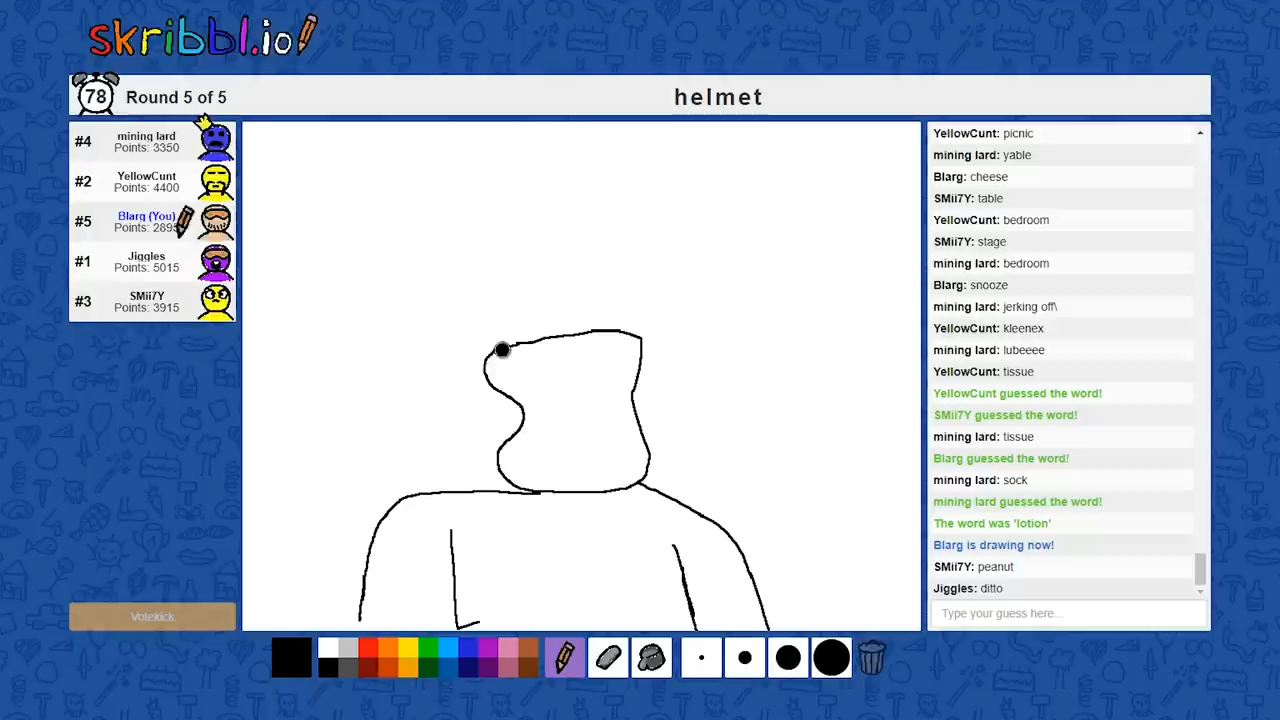 skribbl.io!
78
Round 5 of 5
helmet
#4
mining lard
Points: 3350
#2
YellowCunt
Points: 4400
#5
Blarg (You)
Points: 2895
#1
Jiggles
Points: 5015
#3
SMii7Y
Points: 3915
Votekick
YellowCunt: picnic
mining lard: yable
Blarg: cheese
SMii7Y: table
YellowCunt: bedroom
SMii7Y: stage
mining lard: bedroom
Blarg: snooze
mining lard: jerking off\
YellowCunt: kleenex
mining lard: lubeeee
YellowCunt: tissue
YellowCunt guessed the word!
SMii7Y guessed the word!
mining lard: tissue
Blarg guessed the word!
mining lard: sock
mining lard guessed the word!
The word was 'lotion'
Blarg is drawing now!
SMii7Y: peanut
Jiggles: ditto
Type your guess here...